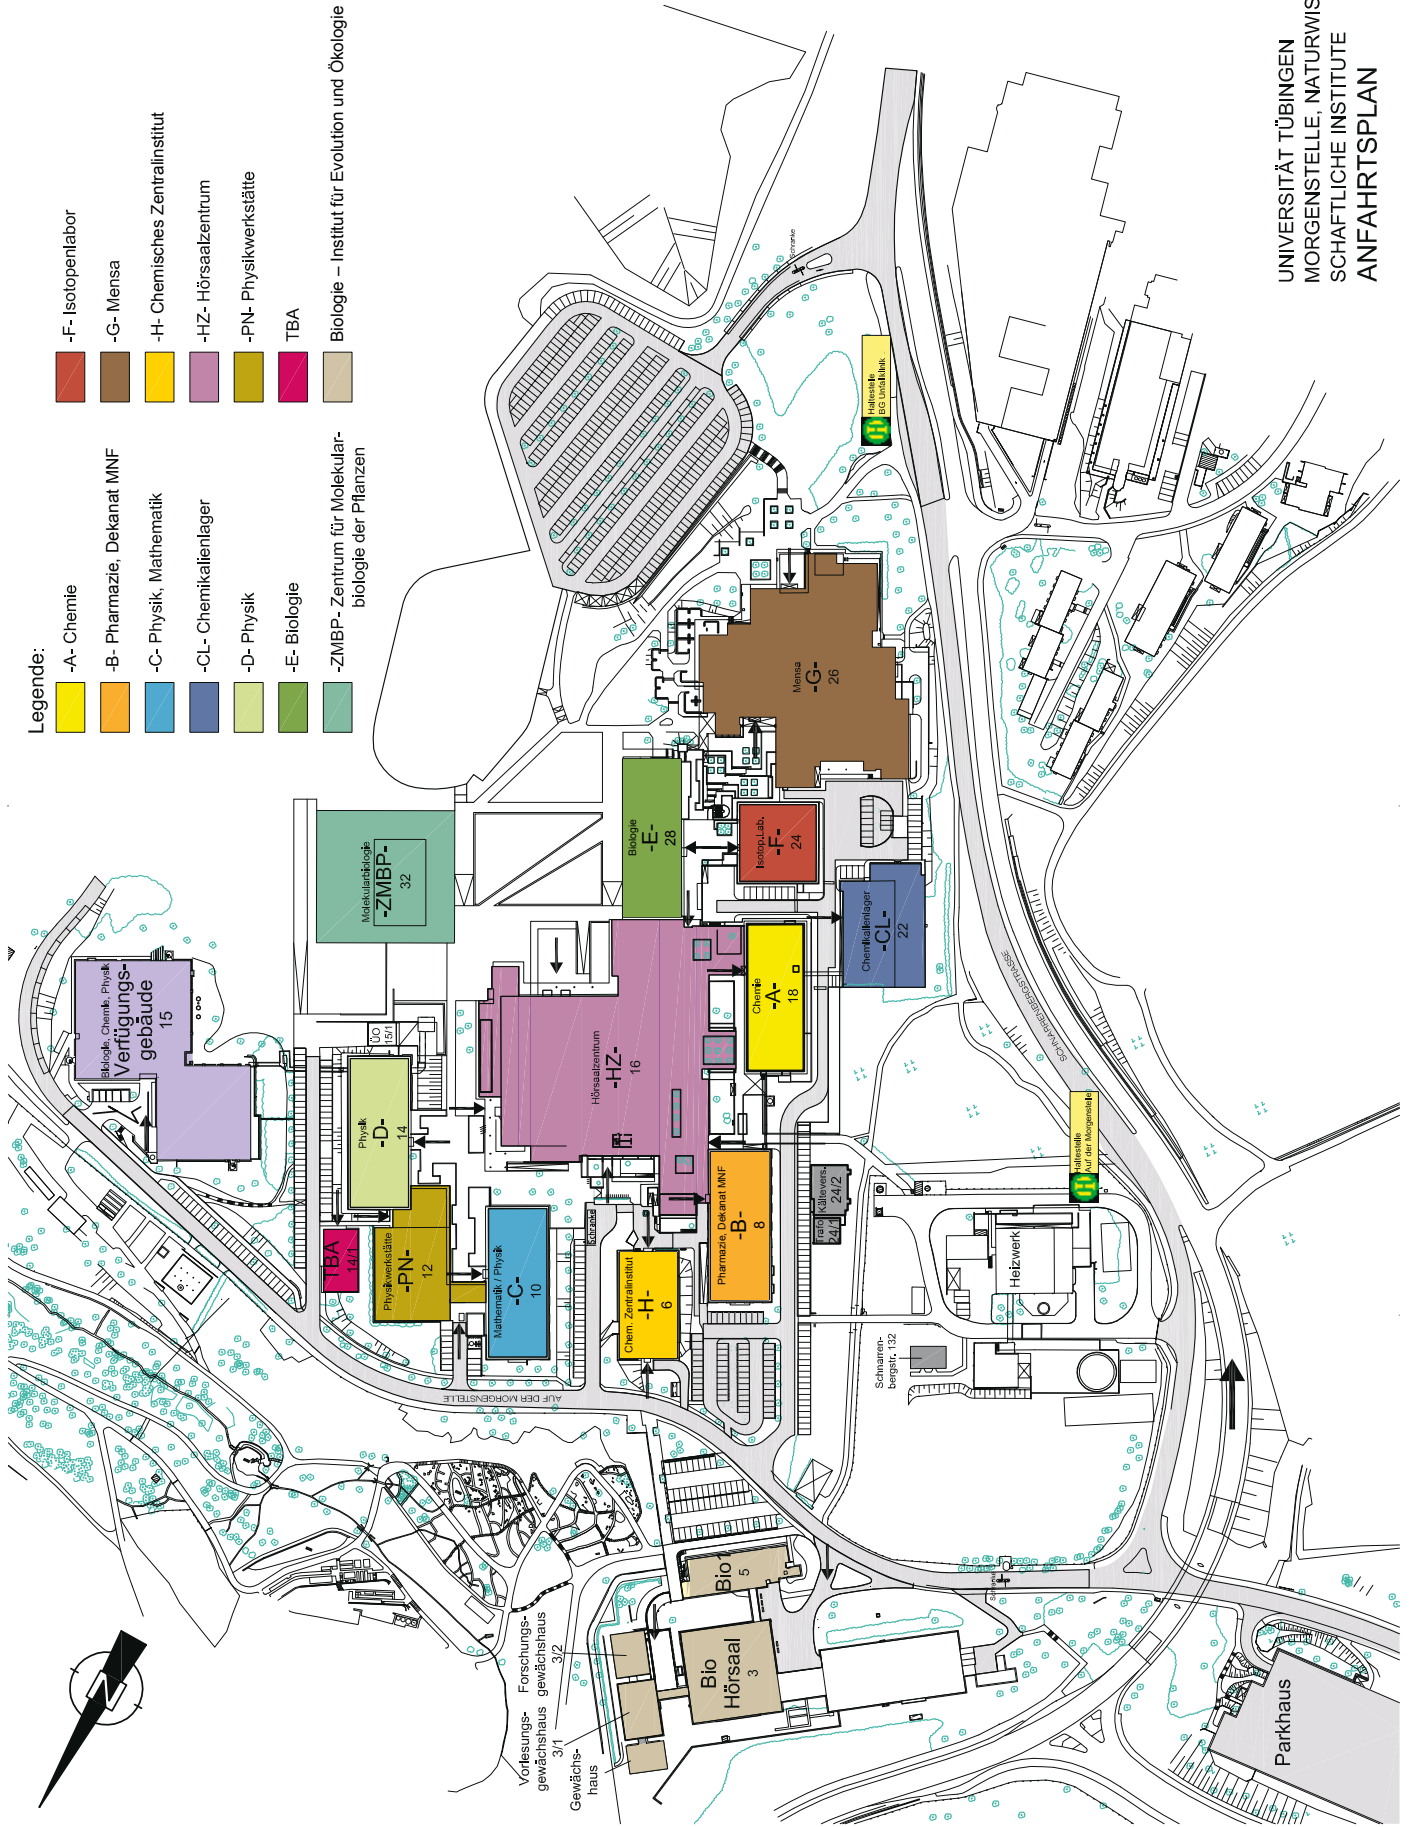 Legende:
-A- Chemie
-B- Pharmazie, Dekanat MNF
-C- Physik, Mathematik
-CL- Chemikalienlager
-D- Physik
-E- Biologie
-ZMBP- Zentrum für Molekular-
biologie der Pflanzen
-F- Isotopenlabor
-G- Mensa
-H- Chemisches Zentralinstitut
-HZ- Hörsaalzentrum
-PN- Physikwerkstätte
TBA
Biologie – Institut für Evolution und Ökologie
UNIVERSITÄT TÜBINGEN
MORGENSTELLE, NATURWIS
SCHAFTLICHE INSTITUTE
ANFAHRTSPLAN
Biologie, Chemie, Physik
Verfügungs-
gebäude
15
Molekularbiologie
-ZMBP-
32
ÜO
15/1
Physik
-D-
14
TBA
14/1
Physikwerkstätte
-PN-
12
Mathematik / Physik
-C-
10
Hörsaalzentrum
-HZ-
16
Biologie
-E-
28
Isotop.Lab.
-F-
24
Mensa
-G-
26
Chemie
-A-
18
Chemikalienlager
-CL-
22
Pharmazie, Dekanat MNF
-B-
8
Chem. Zentralinstitut
-H-
6
Trafo
24/1
Kältevers.
24/2
Schranke
Schranke
Schranke
Haltestelle
BG Unfallklinik
Haltestelle
Auf der Morgenstelle
SCHNARRENBERGSTRASSE
AUF DER MORGENSTELLE
Heizwerk
Schnarren-
bergstr. 132
Bio1
5
Bio
Hörsaal
3
Vorlesungs-
gewächshaus
3/1
Forschungs-
gewächshaus
3/2
Gewächs-
haus
Parkhaus
N